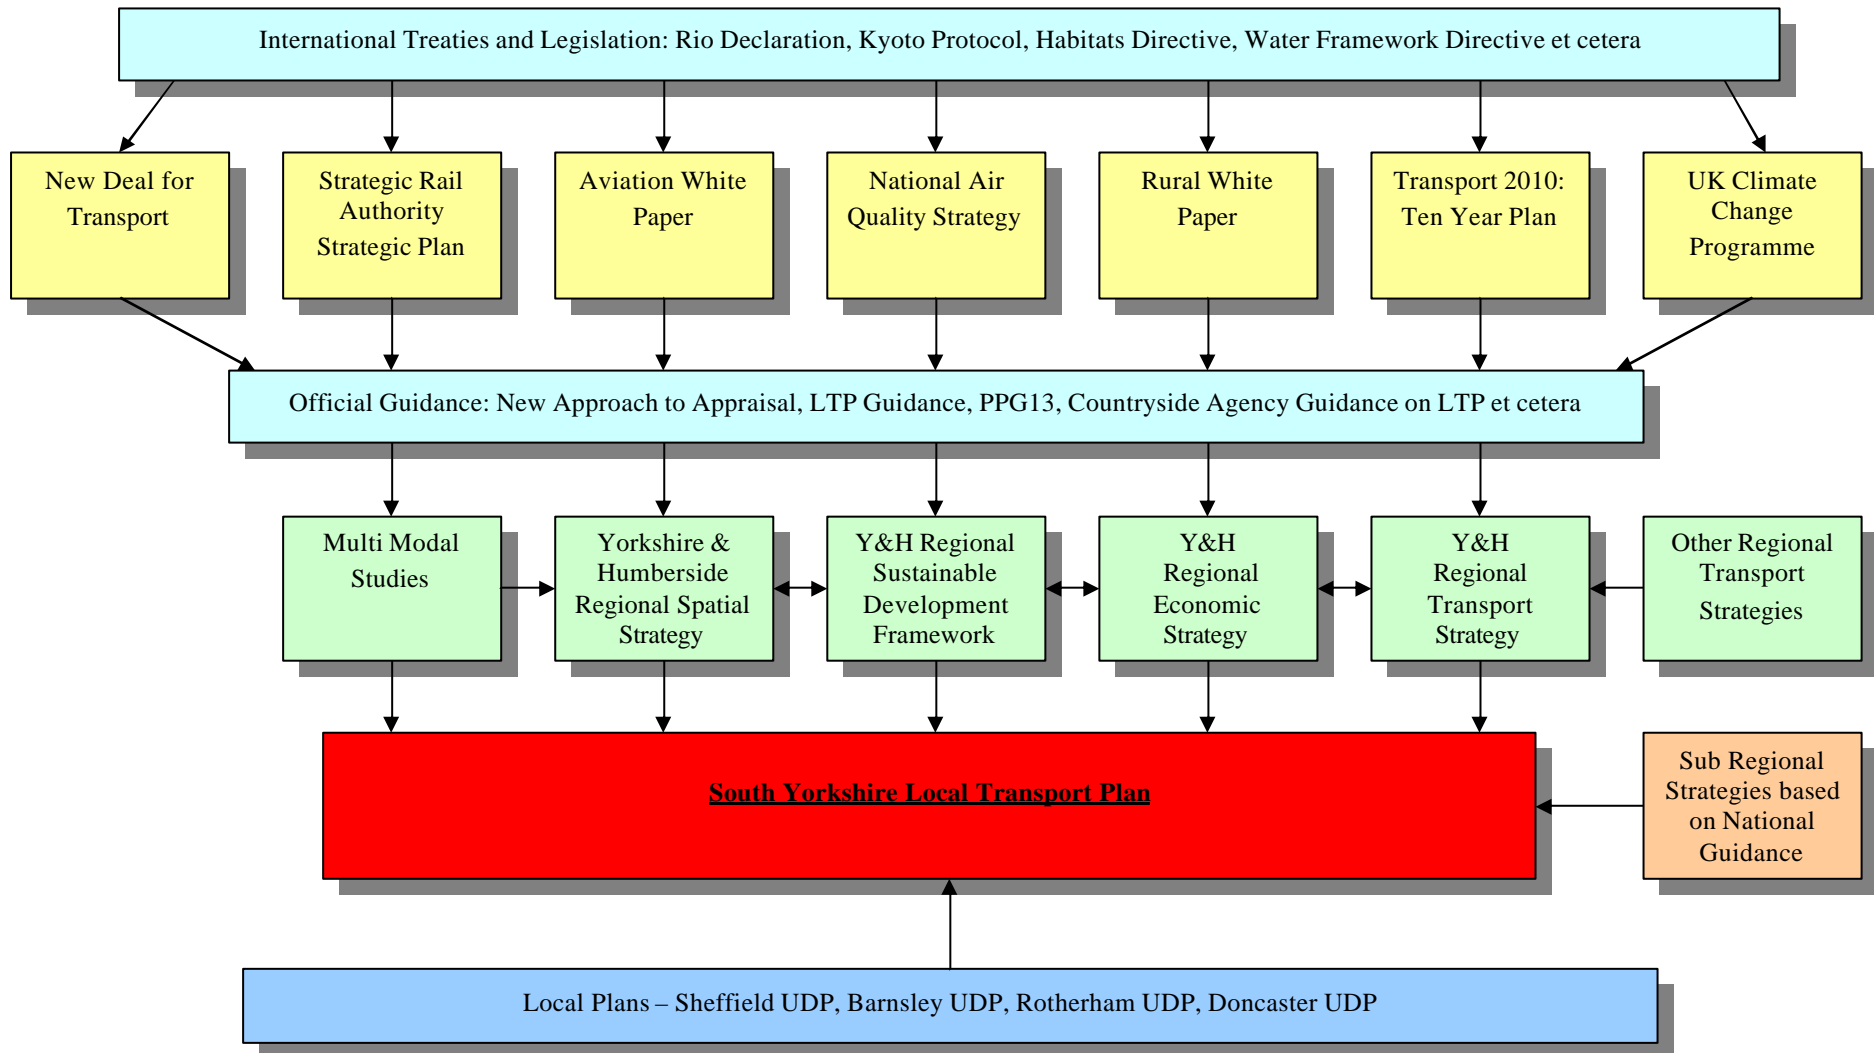 International Treaties and Legislation: Rio Declaration, Kyoto Protocol, Habitats Directive, Water Framework Directive et cetera
New Deal for
Transport
Strategic Rail
Authority
Strategic Plan
Aviation White
Paper
National Air
Quality Strategy
Rural White
Paper
Transport 2010:
Ten Year Plan
UK Climate
Change
Programme
Official Guidance: New Approach to Appraisal, LTP Guidance, PPG13, Countryside Agency Guidance on LTP et cetera
Multi Modal
Studies
Yorkshire &
Humberside
Regional Spatial
Strategy
Y&H Regional
Sustainable
Development
Framework
Y&H
Regional
Economic
Strategy
Y&H
Regional
Transport
Strategy
Other Regional
Transport
Strategies
South Yorkshire Local Transport Plan
Sub Regional
Strategies based
on National
Guidance
Local Plans – Sheffield UDP, Barnsley UDP, Rotherham UDP, Doncaster UDP